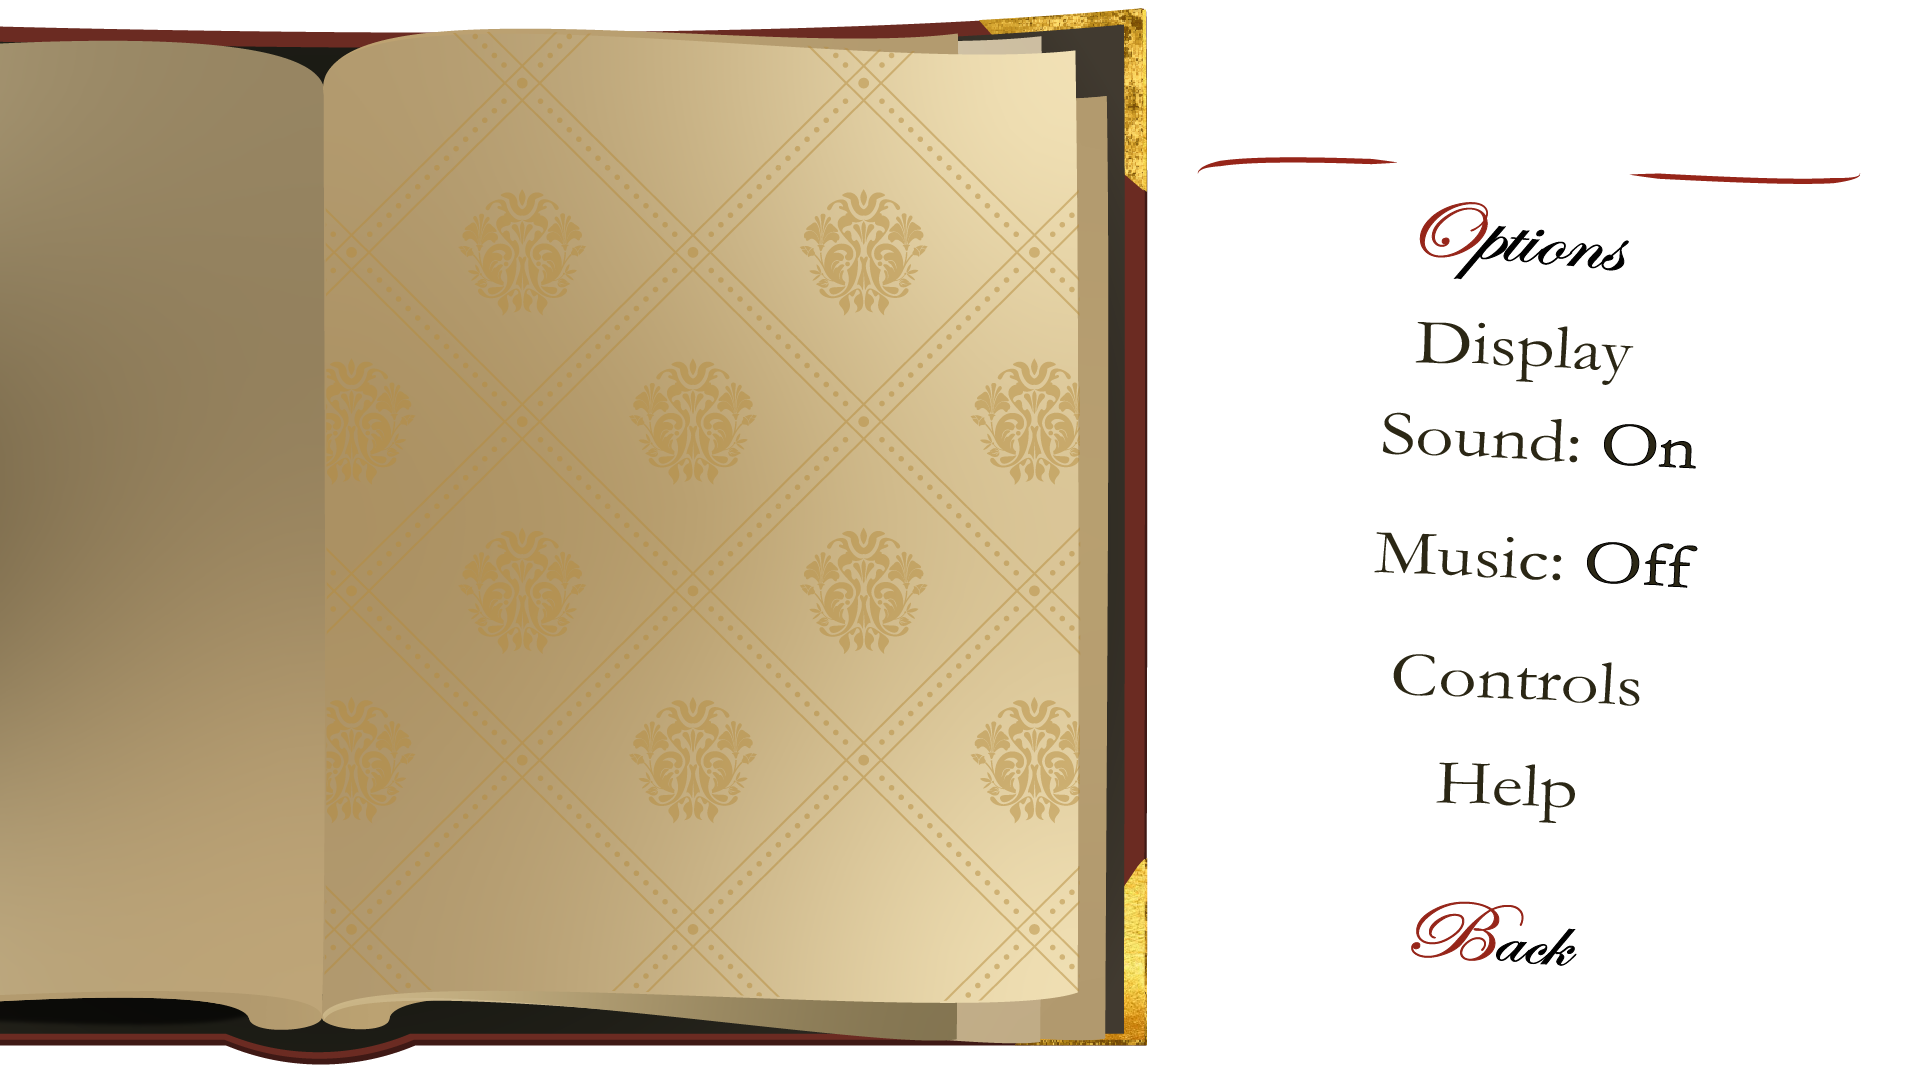 Options
Display
Sound: On
Music: Off
Controls
Help
Back